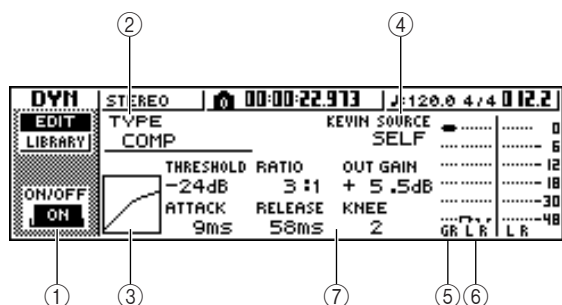 ② ④
DYN STEREO 00:00:22.973 ♩:120.0 4/4 012.2
EDIT TYPE KEVIN SOURCE 0
LIBRARY COMP SELF 6
THRESHOLD RATIO OUT GAIN 12
-24dB 3:1 + 5.5dB 18
ON/OFF ATTACK RELEASE KNEE 30
ON 9ms 58ms 2 48
GR L R L R
① ③ ⑦ ⑤ ⑥